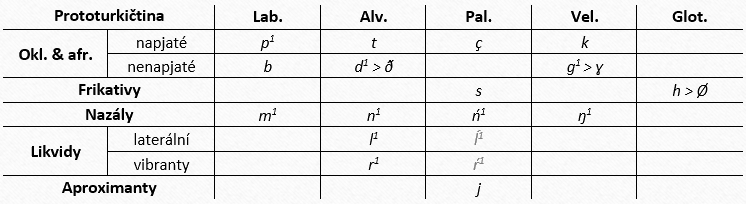 Prototurkičtina Lab. Alv. Pal. Vel. Glot.
Okl. & afr. napjaté p¹ t ç k
nenapjaté b d¹ > ð g¹ > ɣ
Frikativy s h > Ø
Nazály m¹ n¹ ń¹ ŋ¹
Likvidy laterální l¹ ĺ¹
vibranty r¹ ŕ¹
Aproximanty j